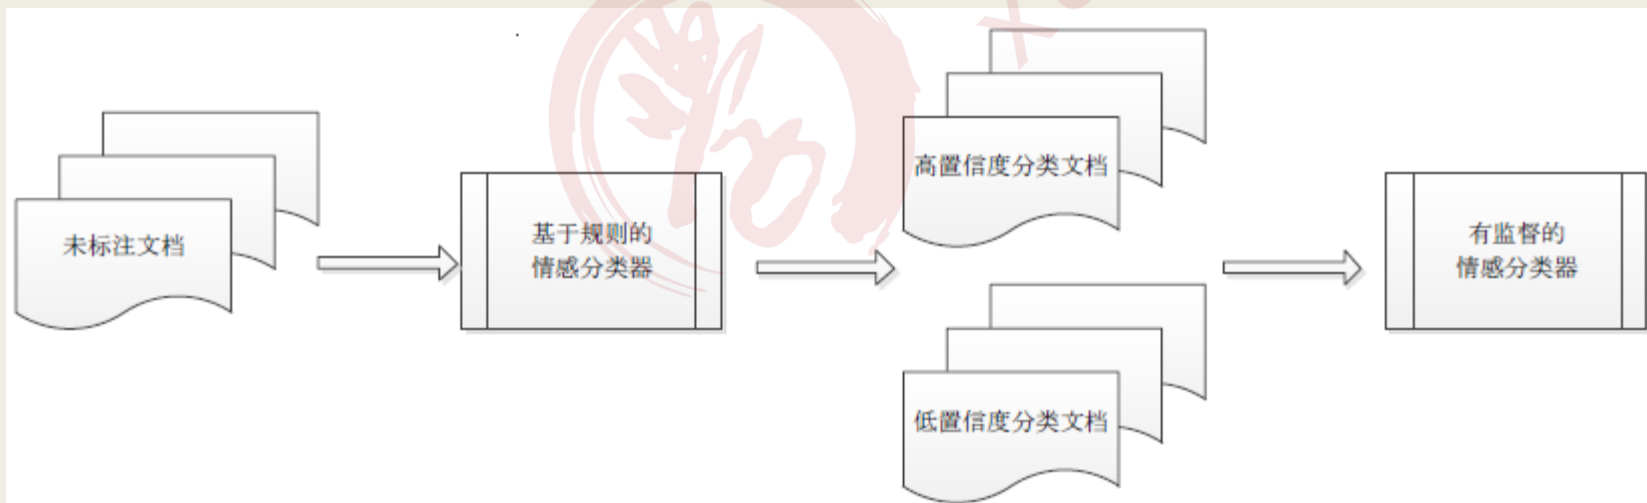 未标注文档
基于规则的
情感分类器
高置信度分类文档
低置信度分类文档
有监督的
情感分类器